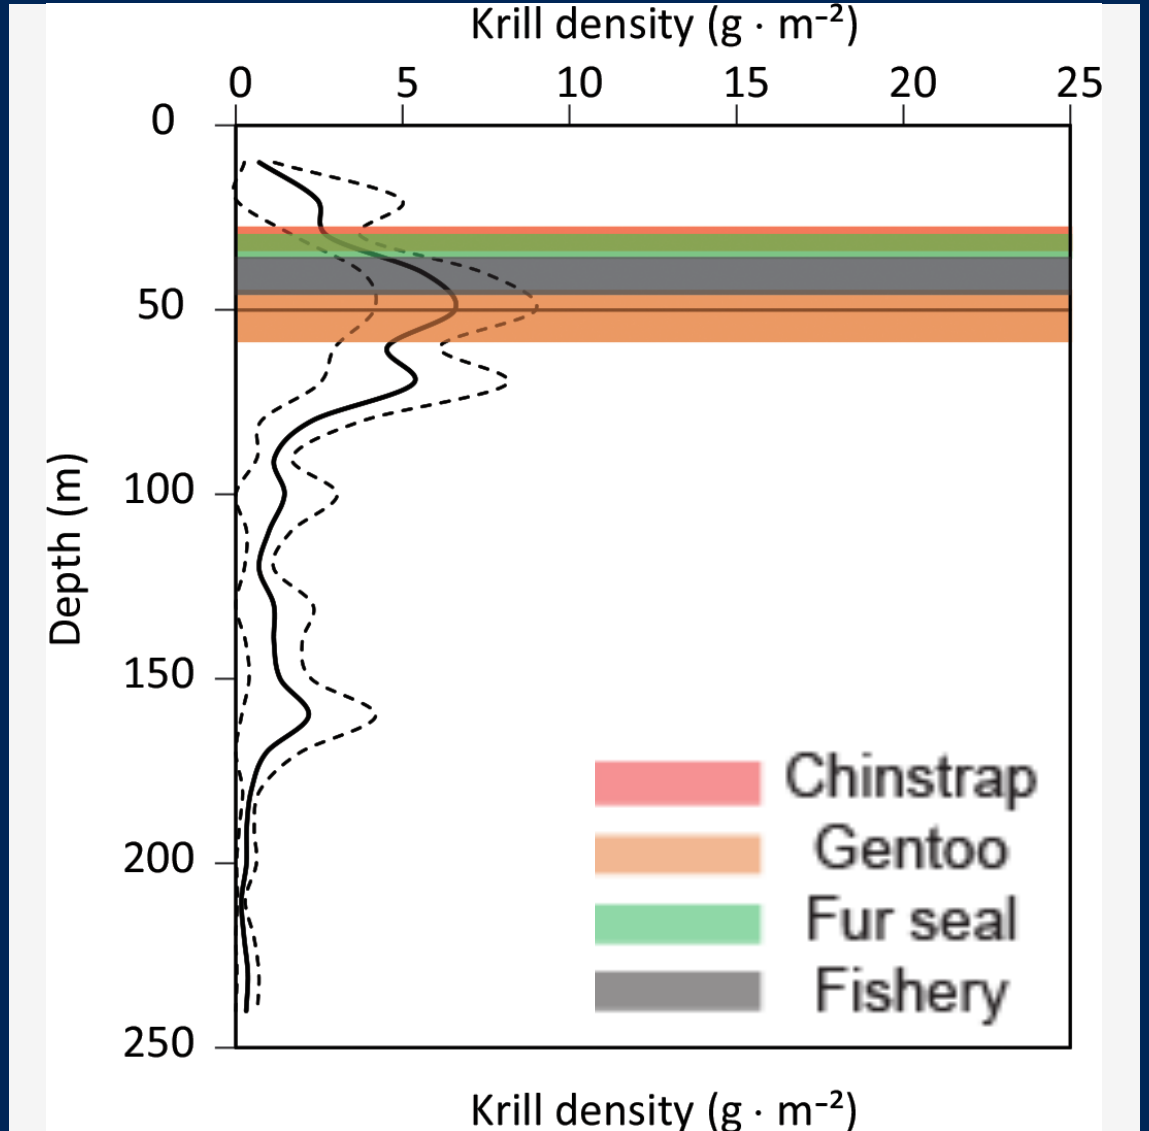 Krill density (g · m⁻²)
0 5 10 15 20 25
0
50
100
150
200
250
Depth (m)
Chinstrap
Gentoo
Fur seal
Fishery
Krill density (g · m⁻²)